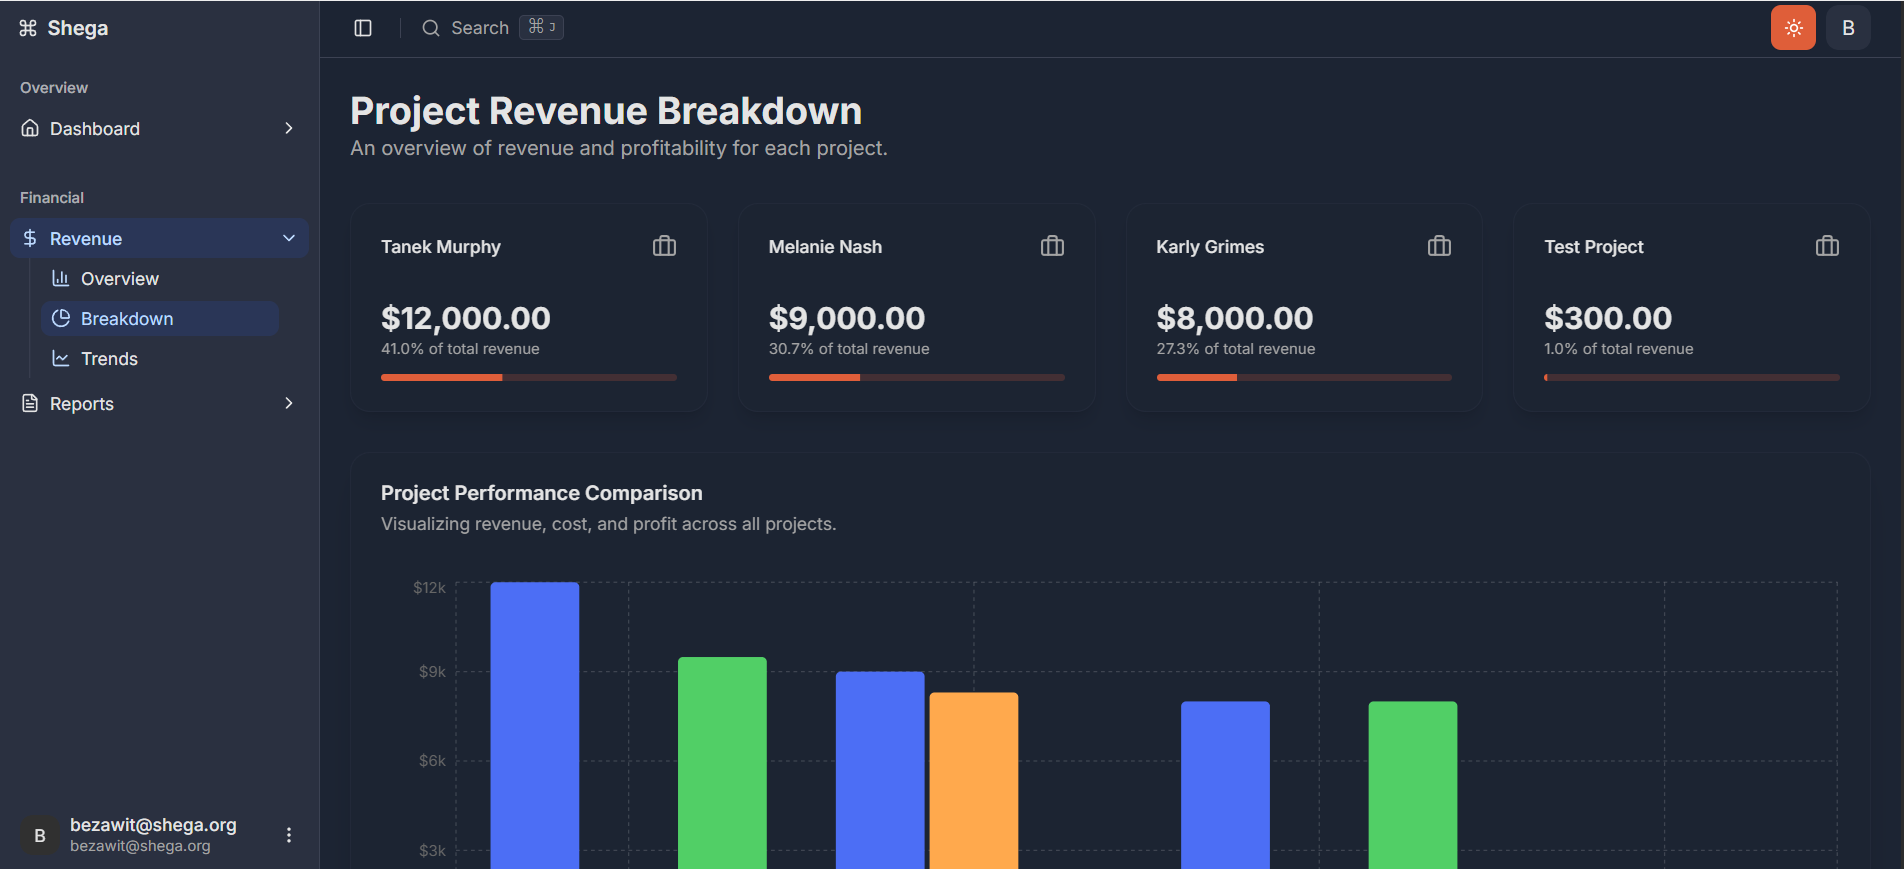 Shega
Search ⌘ J
B
Overview
Dashboard
Financial
Revenue
Overview
Breakdown
Trends
Reports
bezawit@shega.org
B
bezawit@shega.org
Project Revenue Breakdown
An overview of revenue and profitability for each project.
Tanek Murphy
$12,000.00
41.0% of total revenue
Melanie Nash
$9,000.00
30.7% of total revenue
Karly Grimes
$8,000.00
27.3% of total revenue
Test Project
$300.00
1.0% of total revenue
Project Performance Comparison
Visualizing revenue, cost, and profit across all projects.
$12k
$9k
$6k
$3k